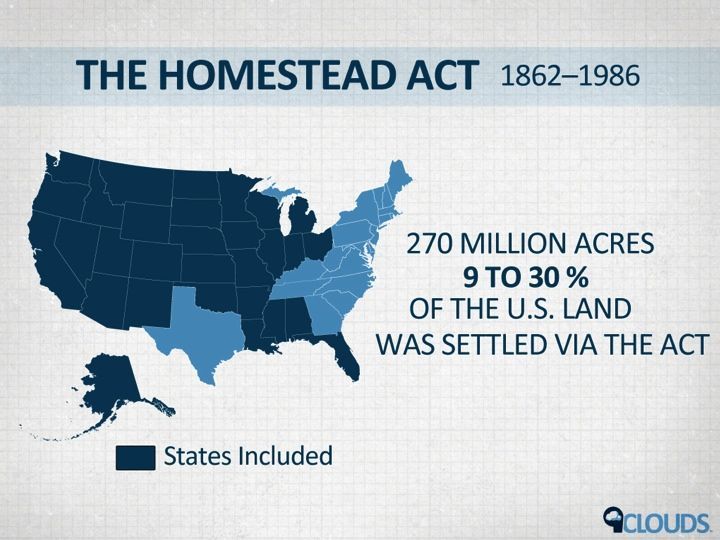 THE HOMESTEAD ACT 1862–1986
270 MILLION ACRES
9 TO 30 %
OF THE U.S. LAND
WAS SETTLED VIA THE ACT
States Included
9CLOUDS